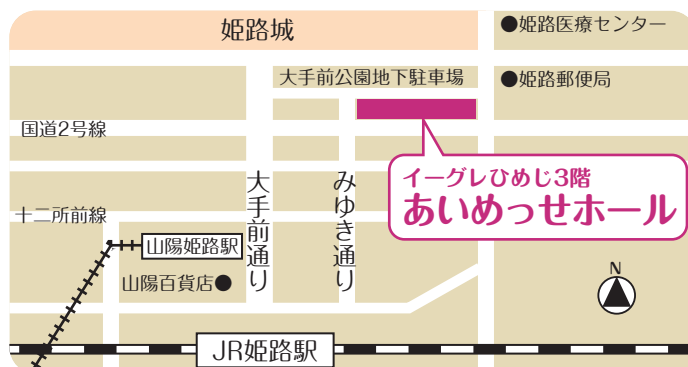 姫路城
●姫路医療センター
大手前公園地下駐車場
●姫路郵便局
国道2号線
イーグレひめじ3階
あいめっせホール
大手前通り
みゆき通り
十二所前線
山陽姫路駅
山陽百貨店●
N
JR姫路駅